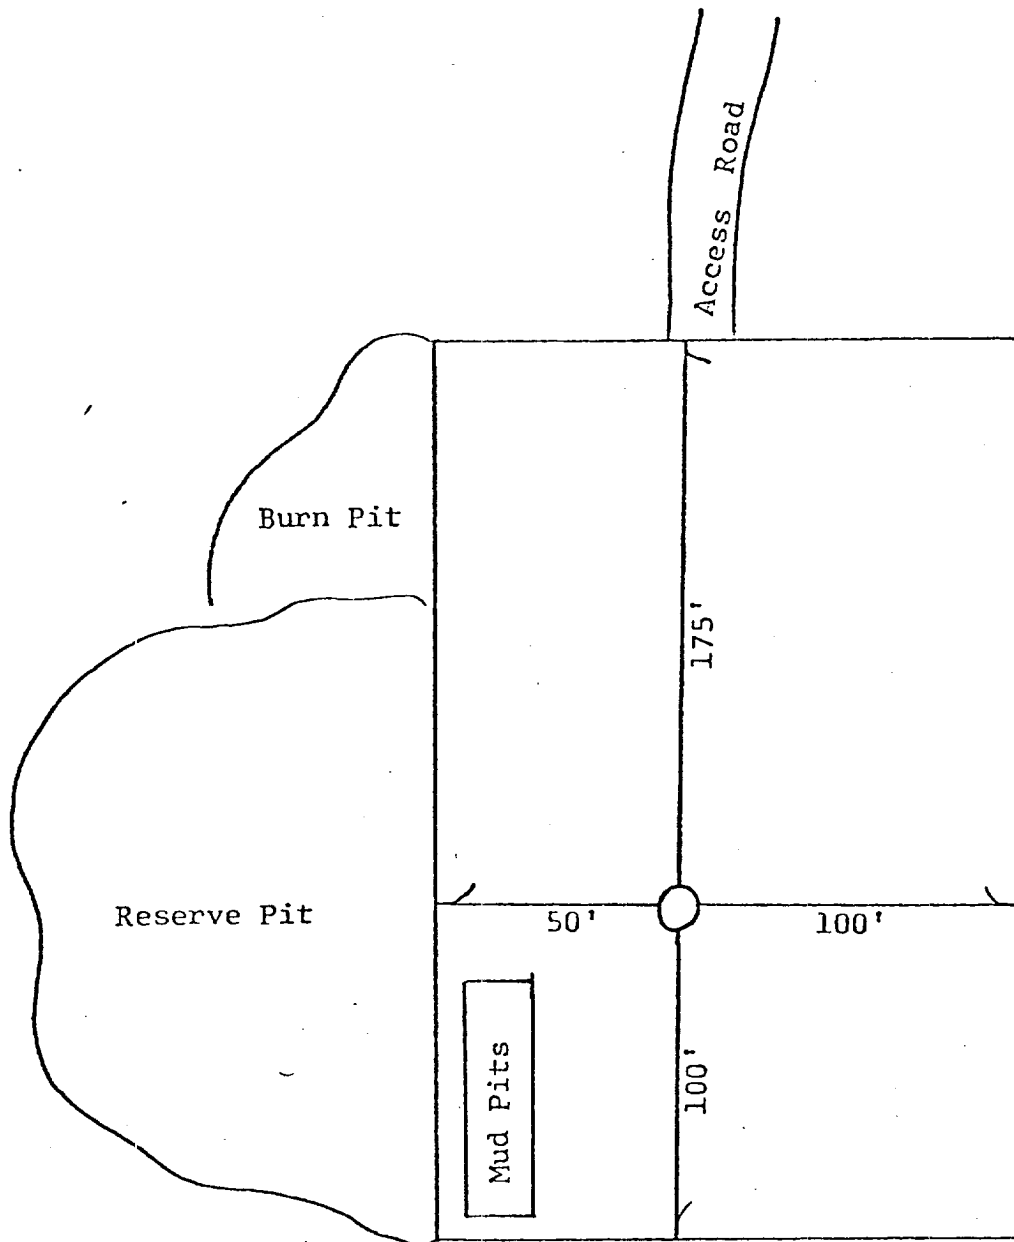 Access Road
Burn Pit
175'
Reserve Pit
50'
100'
Mud Pits
100'